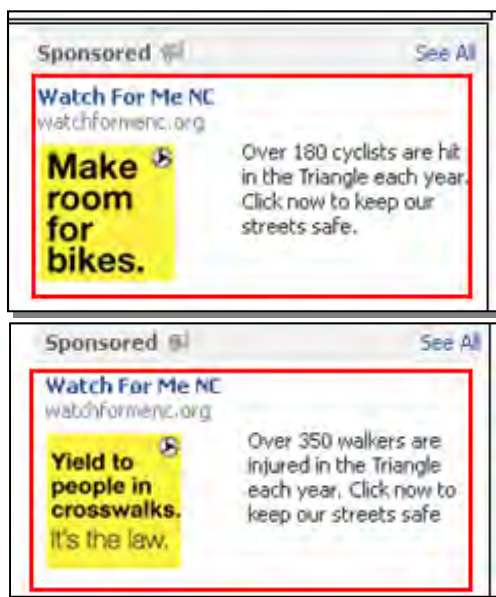 Sponsored
See All
Watch For Me NC
watchformenc.org
Make
room
for
bikes.
Over 180 cyclists are hit
in the Triangle each year.
Click now to keep our
streets safe.
Sponsored
See All
Watch For Me NC
watchformenc.org
Yield to
people in
crosswalks.
It's the law.
Over 350 walkers are
injured in the Triangle
each year. Click now to
keep our streets safe